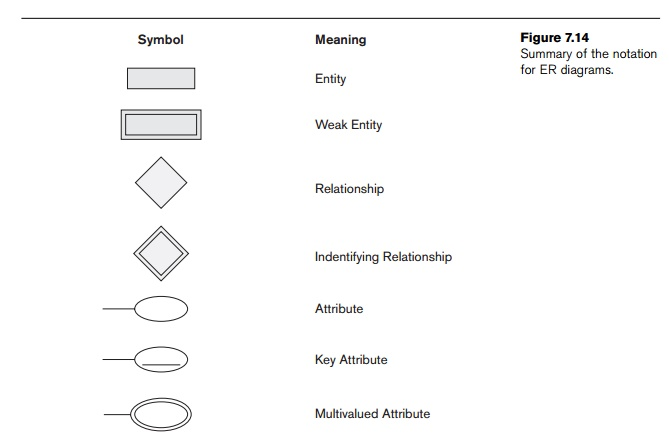 Symbol
Meaning
Figure 7.14
Summary of the notation
for ER diagrams.
Entity
Weak Entity
Relationship
Indentifying Relationship
Attribute
Key Attribute
Multivalued Attribute